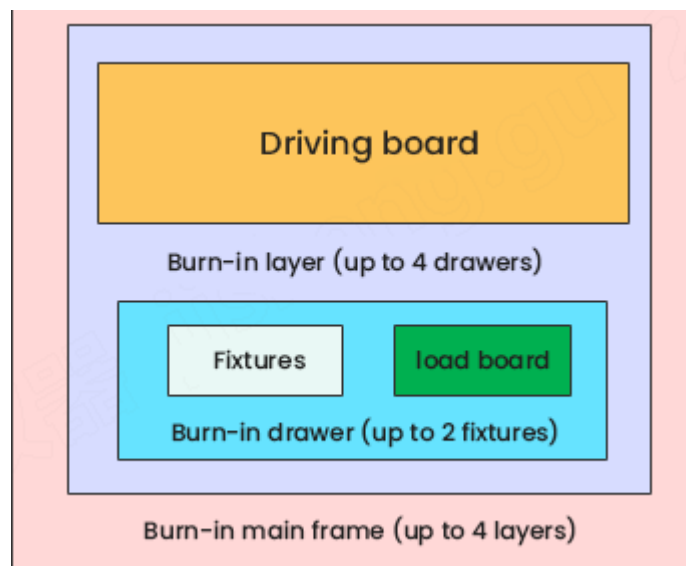 Driving board
Burn-in layer (up to 4 drawers)
Fixtures
load board
Burn-in drawer (up to 2 fixtures)
Burn-in main frame (up to 4 layers)